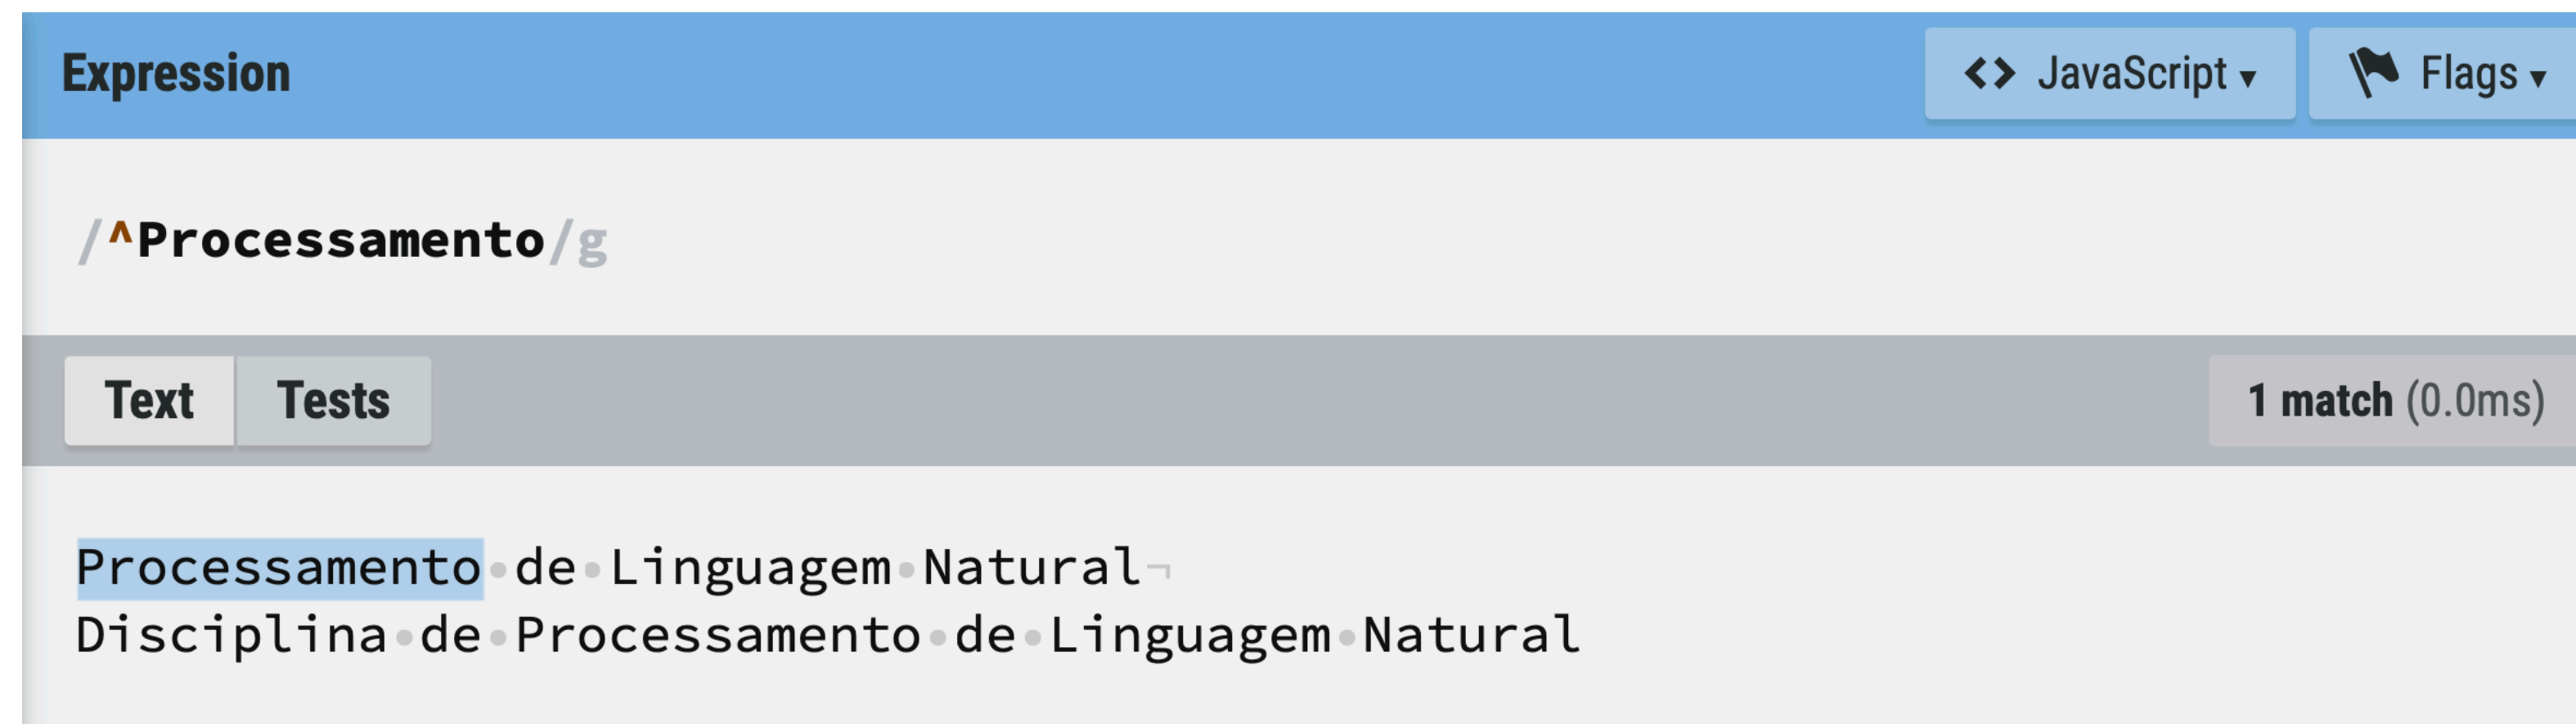 Expression <> JavaScript ▾ Flags ▾
/^Processamento/g
Text Tests 1 match (0.0ms)
Processamento·de·Linguagem·Natural¬
Disciplina·de·Processamento·de·Linguagem·Natural